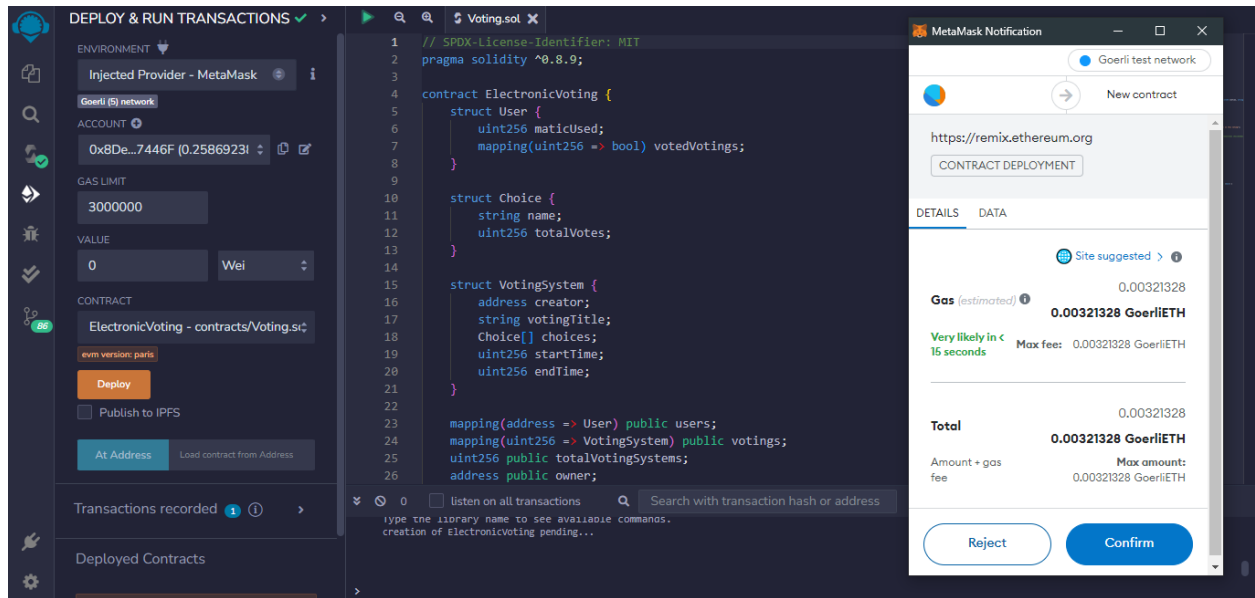 DEPLOY & RUN TRANSACTIONS
ENVIRONMENT
Injected Provider - MetaMask
i
Goerli (5) network
ACCOUNT
0x8De...7446F (0.2586923
GAS LIMIT
3000000
VALUE
0
Wei
CONTRACT
ElectronicVoting - contracts/Voting.so
evm version: paris
Deploy
Publish to IPFS
At Address
Load contract from Address
Transactions recorded 1 i
Deployed Contracts
86
Voting.sol
1 // SPDX-License-Identifier: MIT
2 pragma solidity ^0.8.9;
3
4 contract ElectronicVoting {
5 struct User {
6 uint256 maticUsed;
7 mapping(uint256 => bool) votedVotings;
8 }
9
10 struct Choice {
11 string name;
12 uint256 totalVotes;
13 }
14
15 struct VotingSystem {
16 address creator;
17 string votingTitle;
18 Choice[] choices;
19 uint256 startTime;
20 uint256 endTime;
21 }
22
23 mapping(address => User) public users;
24 mapping(uint256 => VotingSystem) public votings;
25 uint256 public totalVotingSystems;
26 address public owner;
0
listen on all transactions
Search with transaction hash or address
Type the library name to see available commands.
creation of ElectronicVoting pending...
>
MetaMask Notification
Goerli test network
New contract
https://remix.ethereum.org
CONTRACT DEPLOYMENT
DETAILS DATA
Site suggested >
0.00321328
Gas (estimated)
0.00321328 GoerliETH
Very likely in <
15 seconds
Max fee: 0.00321328 GoerliETH
0.00321328
Total
0.00321328 GoerliETH
Amount + gas
fee
Max amount:
0.00321328 GoerliETH
Reject
Confirm